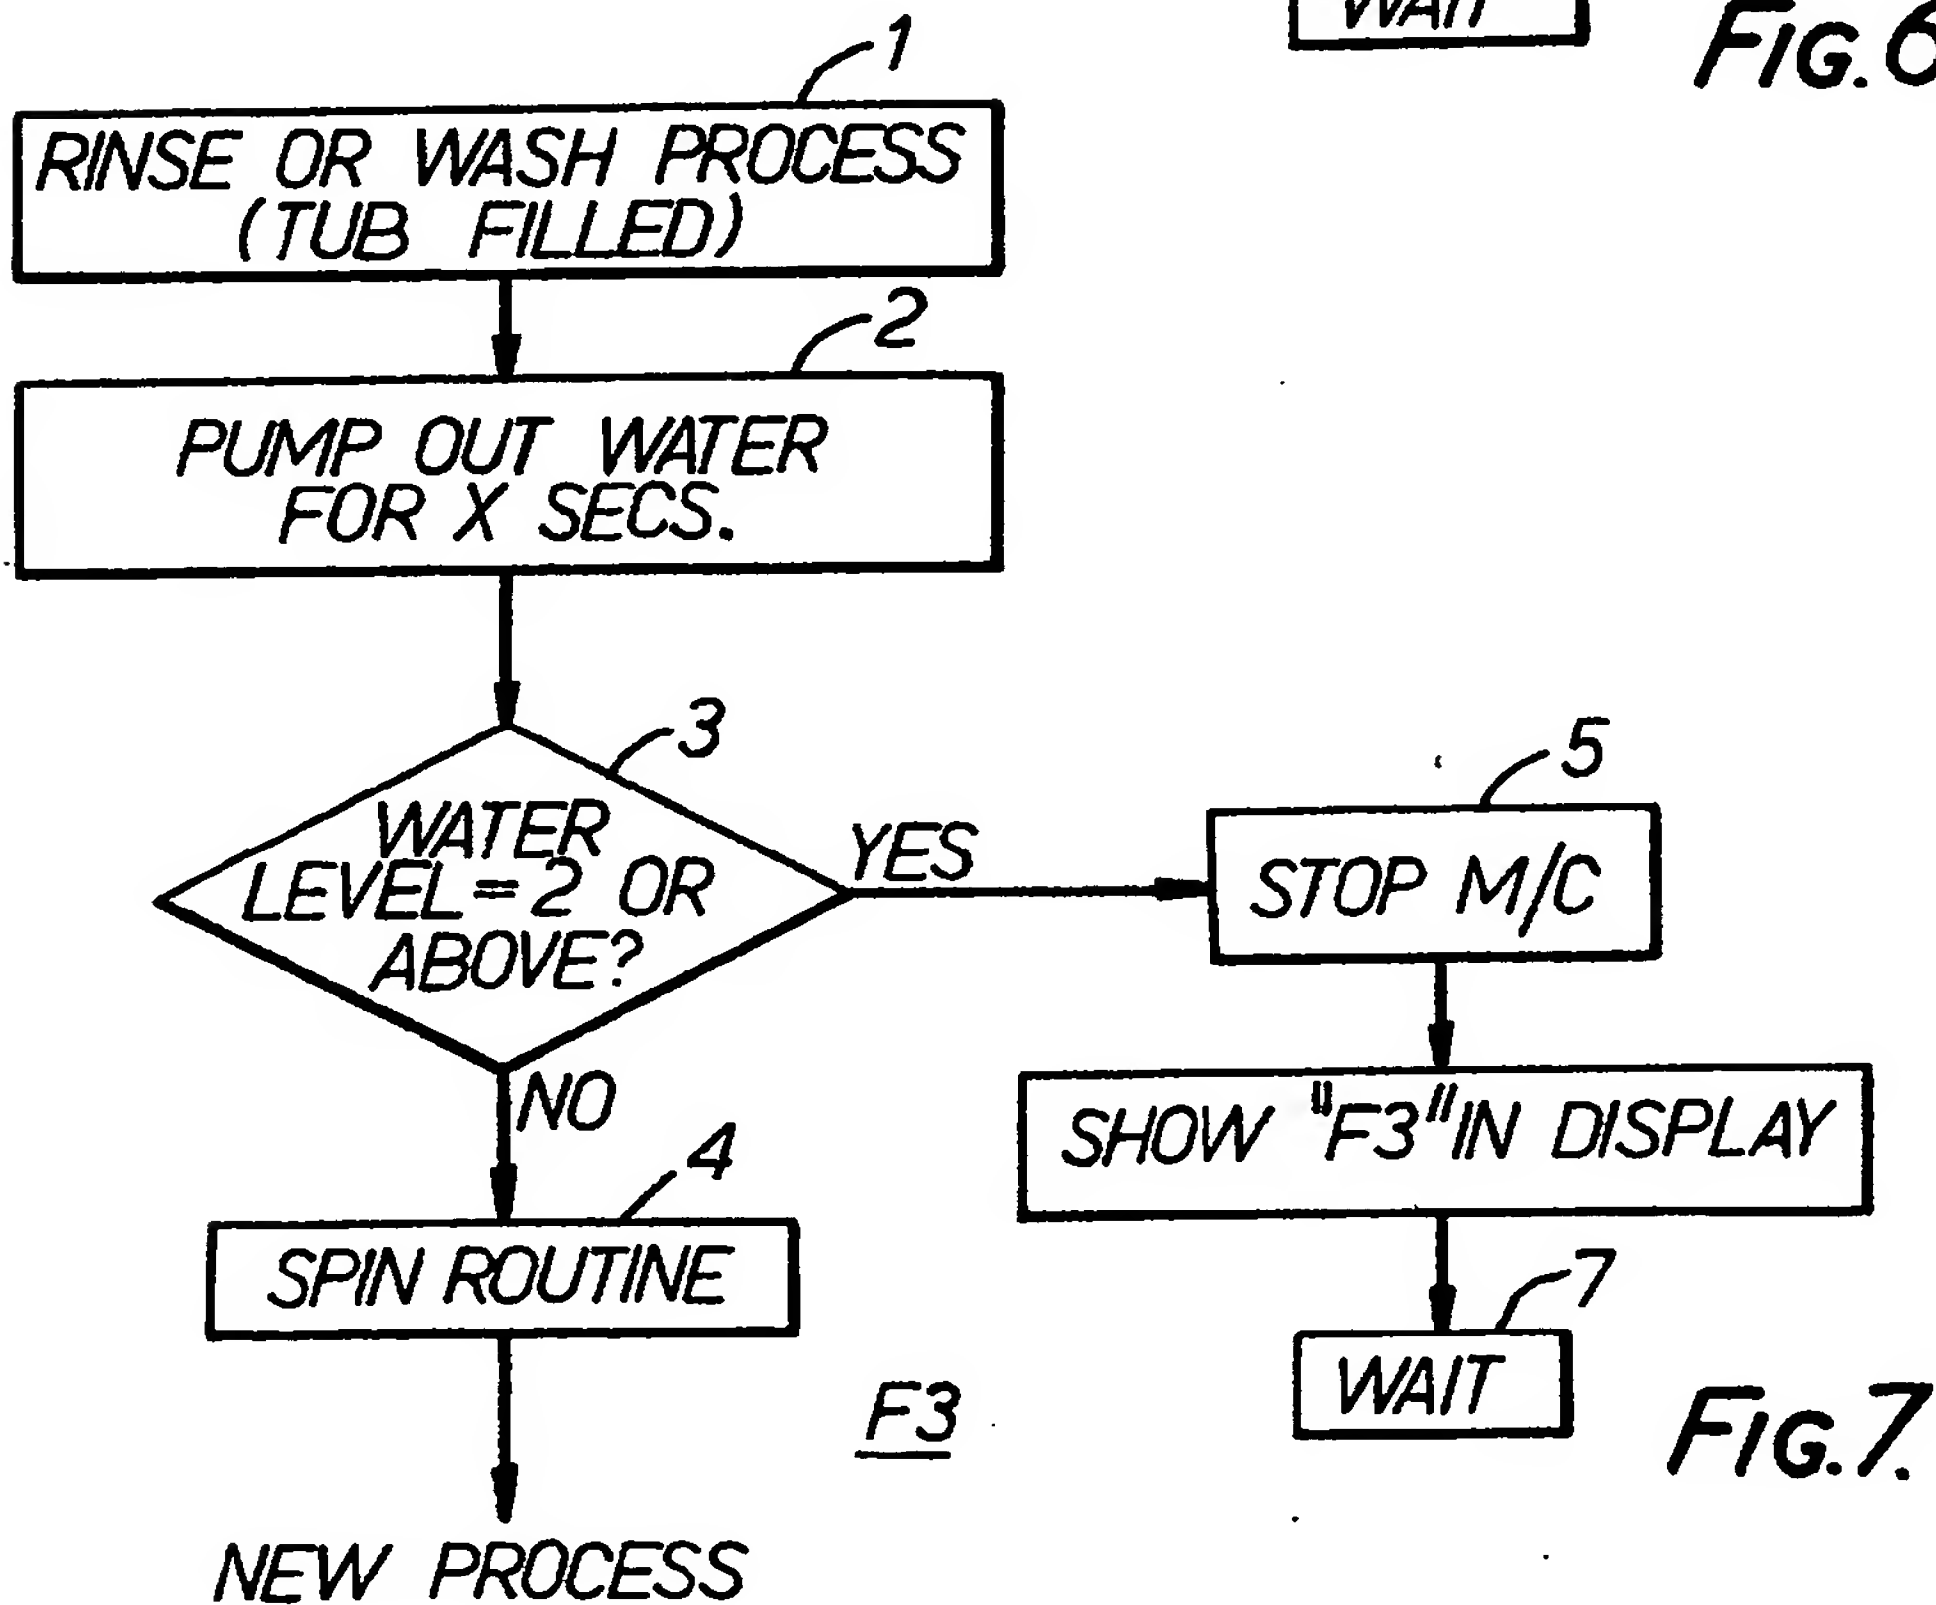 WAIT
FIG.6
1
RINSE OR WASH PROCESS
(TUB FILLED)
2
PUMP OUT WATER
FOR X SECS.
3
WATER
LEVEL=2 OR
ABOVE?
YES
5
STOP M/C
NO
SHOW "F3" IN DISPLAY
4
SPIN ROUTINE
7
WAIT
F3
FIG.7.
NEW PROCESS